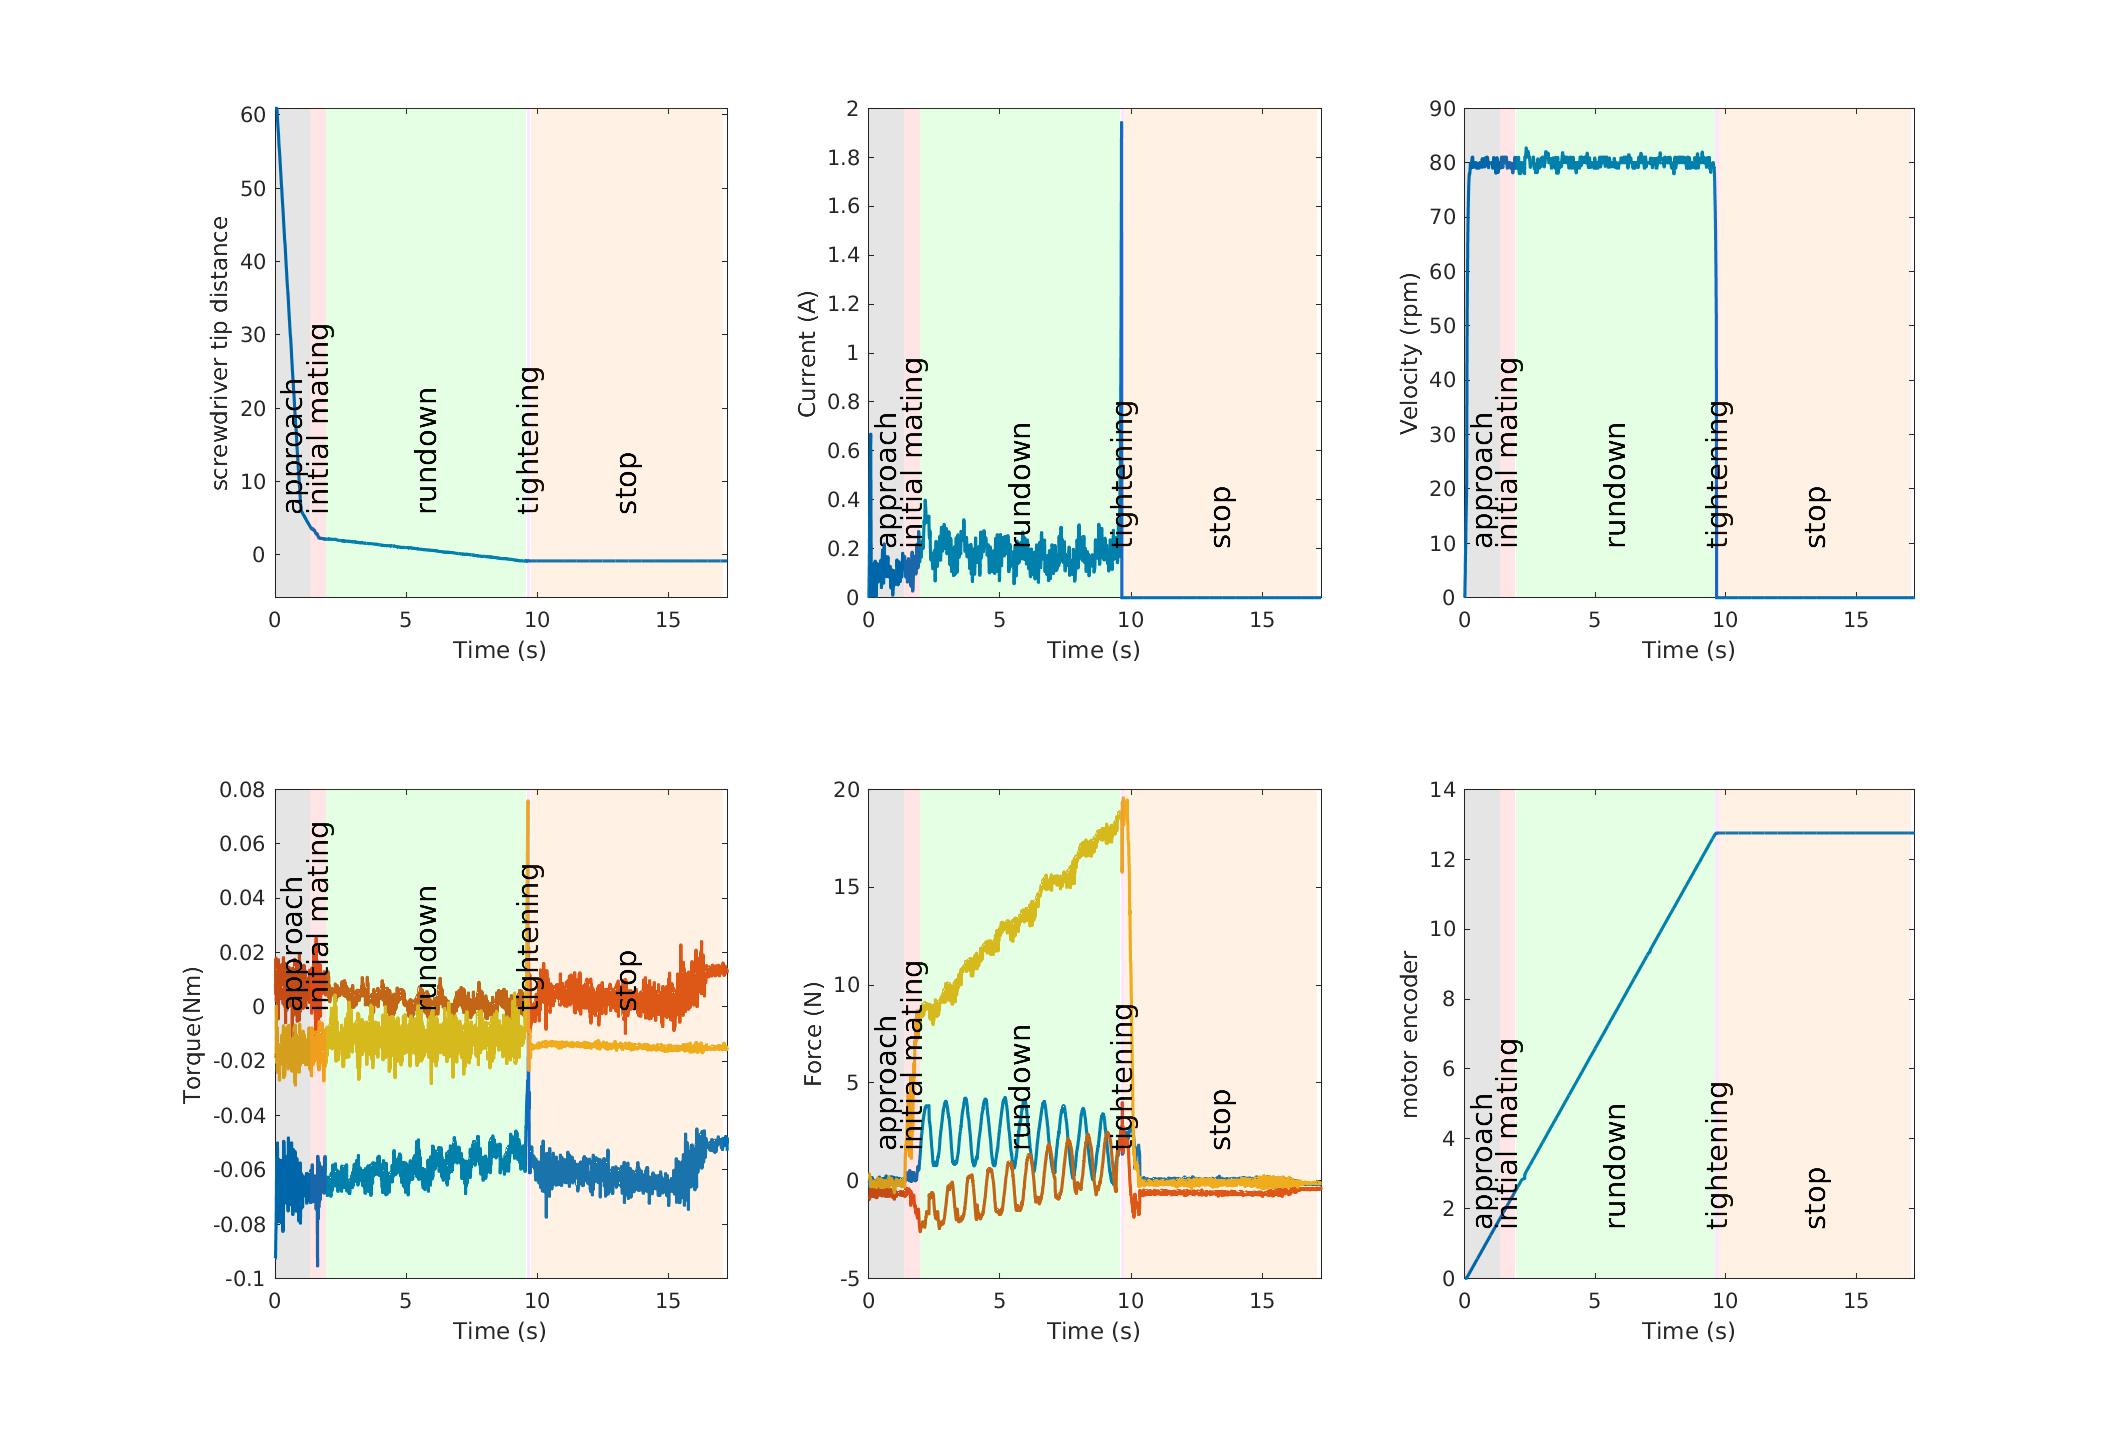 screwdriver tip distance
60
50
40
30
20
10
0
approach
initial mating
rundown
tightening
stop
0 5 10 15
Time (s)
Current (A)
2
1.8
1.6
1.4
1.2
1
0.8
0.6
0.4
0.2
0
approach
initial mating
rundown
tightening
stop
0 5 10 15
Time (s)
Velocity (rpm)
90
80
70
60
50
40
30
20
10
0
approach
initial mating
rundown
tightening
stop
0 5 10 15
Time (s)
Torque(Nm)
0.08
0.06
0.04
0.02
0
-0.02
-0.04
-0.06
-0.08
-0.1
approach
initial mating
rundown
tightening
stop
0 5 10 15
Time (s)
Force (N)
20
15
10
5
0
-5
approach
initial mating
rundown
tightening
stop
0 5 10 15
Time (s)
motor encoder
14
12
10
8
6
4
2
0
approach
initial mating
rundown
tightening
stop
0 5 10 15
Time (s)